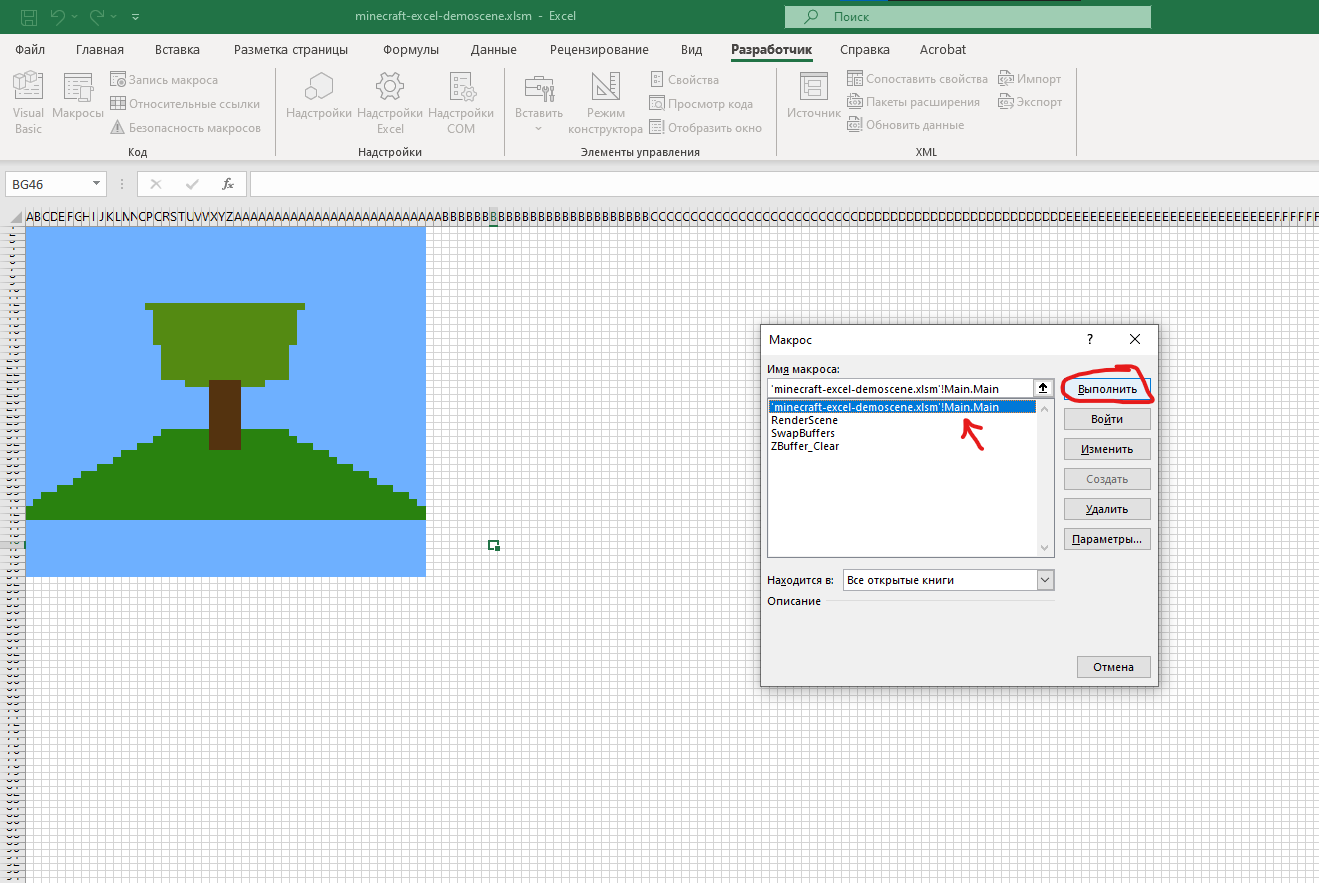 minecraft-excel-demoscene.xlsm - Excel
Поиск
Файл Главная Вставка Разметка страницы Формулы Данные Рецензирование Вид Разработчик Справка Acrobat
Visual Basic
Макросы
Запись макроса
Относительные ссылки
Безопасность макросов
Код
Надстройки
Надстройки Excel
Надстройки COM
Надстройки
Вставить
Режим конструктора
Свойства
Просмотр кода
Отобразить окно
Элементы управления
Источник
Сопоставить свойства
Пакеты расширения
Обновить данные
Импорт
Экспорт
XML
BG46
fx
Макрос
?
Имя макроса:
'minecraft-excel-demoscene.xlsm'!Main.Main
'minecraft-excel-demoscene.xlsm'!Main.Main
RenderScene
SwapBuffers
ZBuffer_Clear
Выполнить
Войти
Изменить
Создать
Удалить
Параметры...
Находится в: Все открытые книги
Описание
Отмена